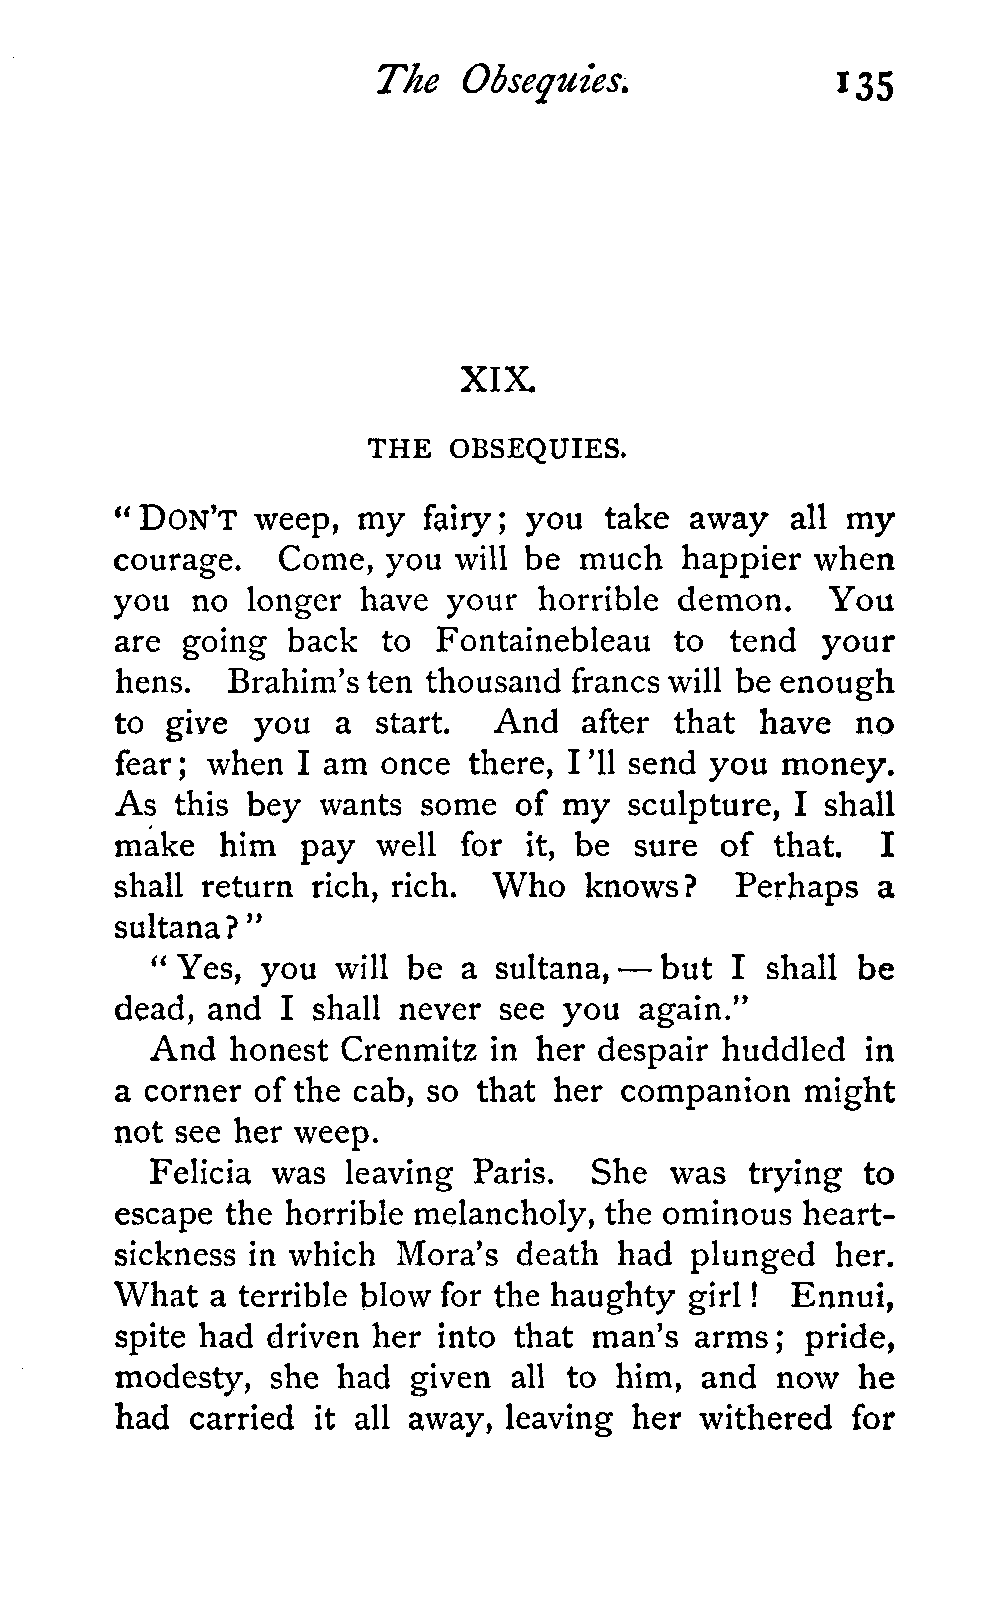 The Obsequies. 135
XIX.
THE OBSEQUIES.
"DON'T weep, my fairy; you take away all my
courage. Come, you will be much happier when
you no longer have your horrible demon. You
are going back to Fontainebleau to tend your
hens. Brahim's ten thousand francs will be enough
to give you a start. And after that have no
fear; when I am once there, I 'll send you money.
As this bey wants some of my sculpture, I shall
make him pay well for it, be sure of that. I
shall return rich, rich. Who knows? Perhaps a
sultana?"
"Yes, you will be a sultana, — but I shall be
dead, and I shall never see you again."
And honest Crenmitz in her despair huddled in
a corner of the cab, so that her companion might
not see her weep.
Felicia was leaving Paris. She was trying to
escape the horrible melancholy, the ominous heart-
sickness in which Mora's death had plunged her.
What a terrible blow for the haughty girl! Ennui,
spite had driven her into that man's arms; pride,
modesty, she had given all to him, and now he
had carried it all away, leaving her withered for